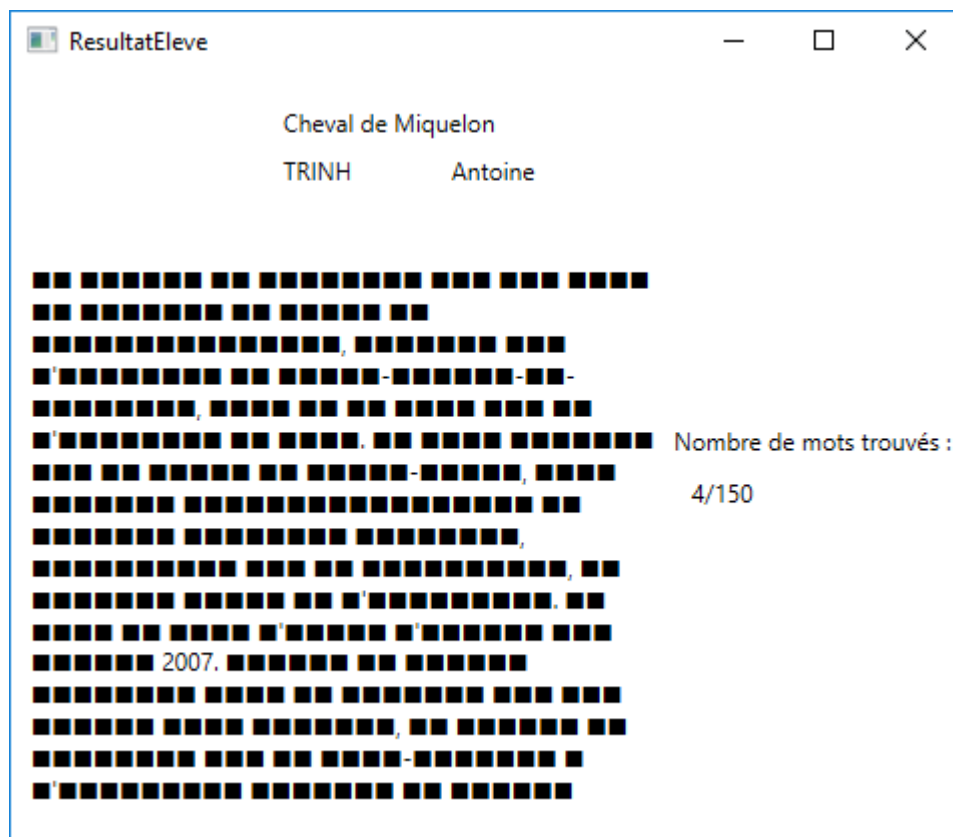 ResultatEleve
Cheval de Miquelon
TRINH Antoine
■■ ■■■■■■ ■■ ■■■■■■■■ ■■■ ■■■ ■■■■
■■ ■■■■■■■ ■■ ■■■■■ ■■
■■■■■■■■■■■■■■■, ■■■■■■■ ■■■
■'■■■■■■■■ ■■ ■■■■■-■■■■■■-■■-
■■■■■■■■, ■■■■ ■■ ■■ ■■■■ ■■■ ■■
■'■■■■■■■■ ■■ ■■■■. ■■ ■■■■ ■■■■■■■
■■■ ■■ ■■■■■ ■■ ■■■■■-■■■■■, ■■■■
■■■■■■■ ■■■■■■■■■■■■■■■■■ ■■
■■■■■■■ ■■■■■■■■ ■■■■■■■■,
■■■■■■■■■■ ■■■ ■■ ■■■■■■■■■■, ■■
■■■■■■■ ■■■■■ ■■ ■'■■■■■■■■■. ■■
■■■■ ■■ ■■■■ ■'■■■■■ ■'■■■■■■ ■■■
■■■■■■ 2007. ■■■■■■ ■■ ■■■■■■
■■■■■■■■ ■■■■ ■■ ■■■■■■■ ■■■ ■■■
■■■■■■ ■■■■ ■■■■■■■, ■■ ■■■■■■ ■■
■■■■■■■■ ■■■ ■■ ■■■■-■■■■■■■ ■
■'■■■■■■■■■ ■■■■■■■ ■■ ■■■■■■
Nombre de mots trouvés :
4/150